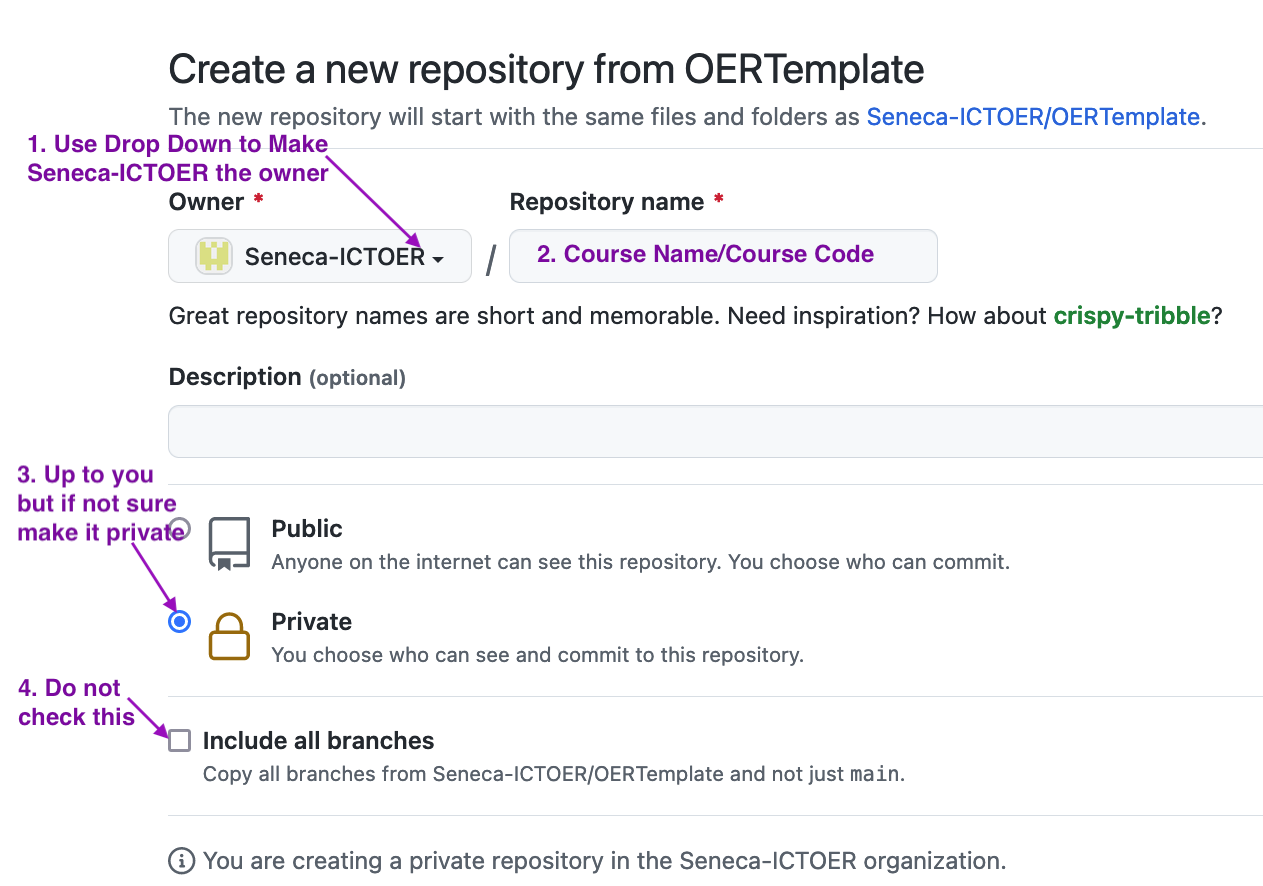 Create a new repository from OERTemplate
The new repository will start with the same files and folders as Seneca-ICTOER/OERTemplate.
1. Use Drop Down to Make
Seneca-ICTOER the owner
Owner *
Repository name *
Seneca-ICTOER
/
2. Course Name/Course Code
Great repository names are short and memorable. Need inspiration? How about crispy-tribble?
Description (optional)
3. Up to you
but if not sure
make it private
Public
Anyone on the internet can see this repository. You choose who can commit.
Private
You choose who can see and commit to this repository.
4. Do not
check this
Include all branches
Copy all branches from Seneca-ICTOER/OERTemplate and not just main.
You are creating a private repository in the Seneca-ICTOER organization.